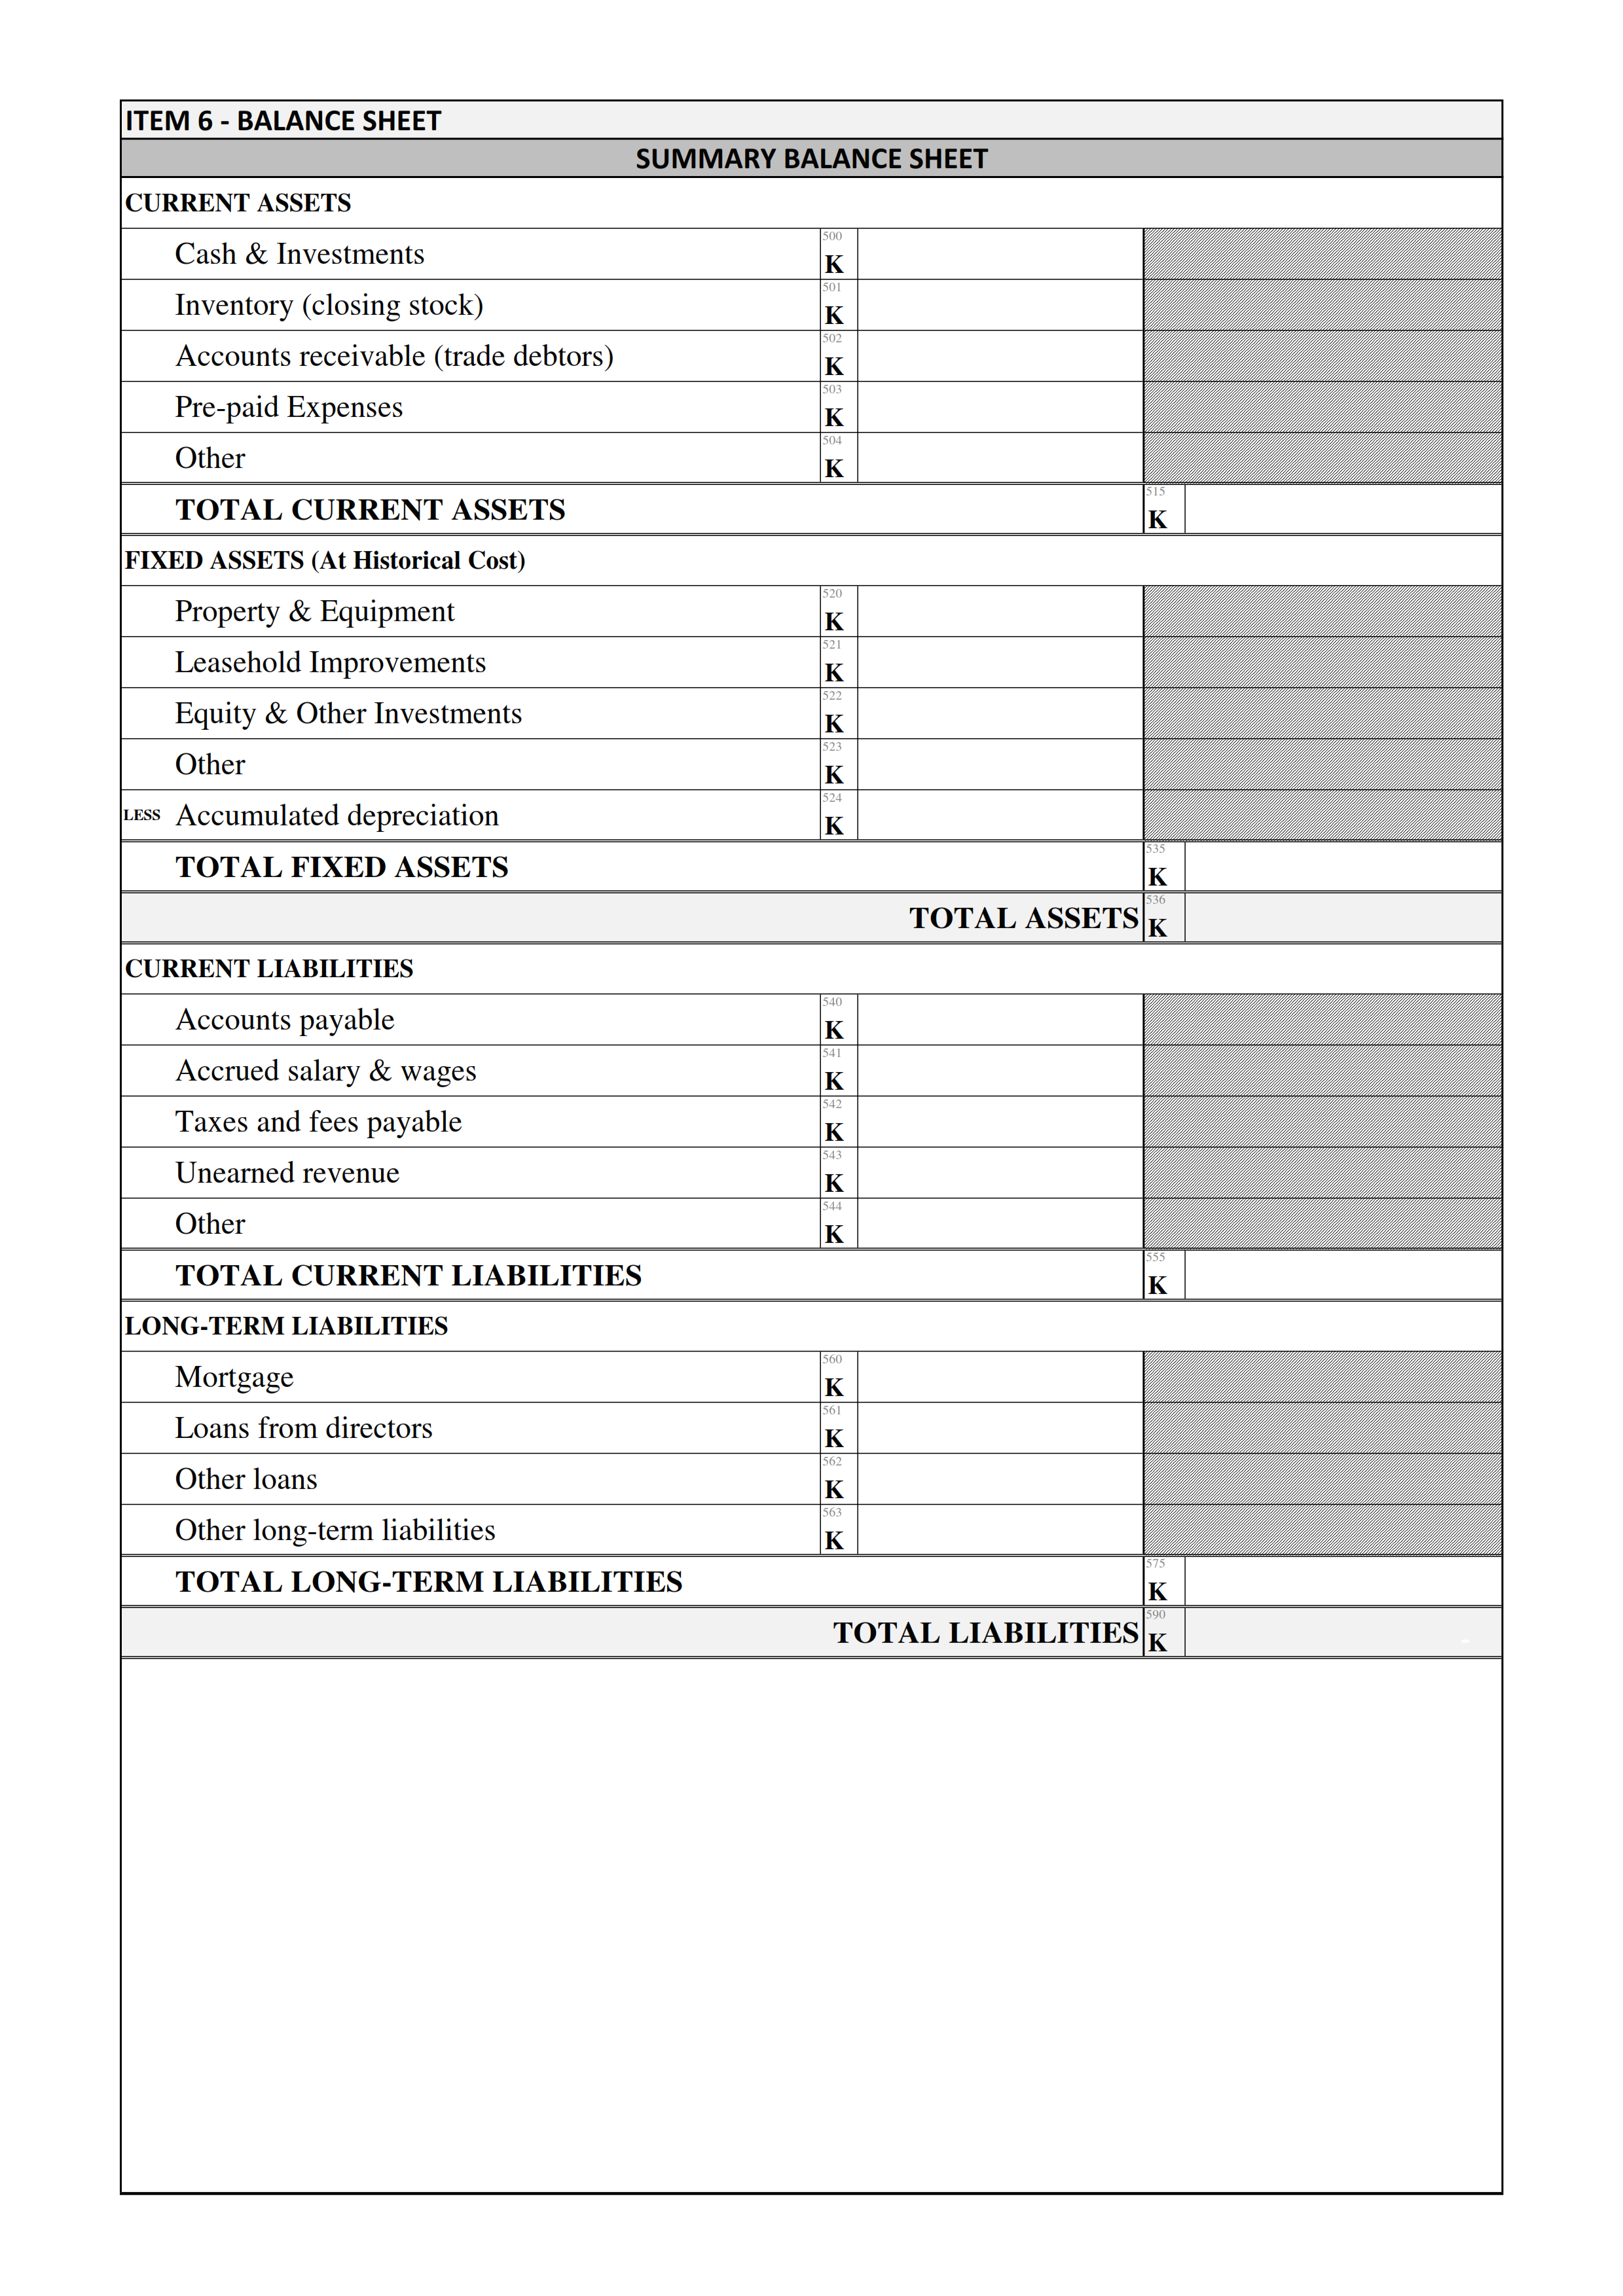 ITEM 6 - BALANCE SHEET
SUMMARY BALANCE SHEET
CURRENT ASSETS
Cash & Investments 500 K
Inventory (closing stock) 501 K
Accounts receivable (trade debtors) 502 K
Pre-paid Expenses 503 K
Other 504 K
TOTAL CURRENT ASSETS 515 K
FIXED ASSETS (At Historical Cost)
Property & Equipment 520 K
Leasehold Improvements 521 K
Equity & Other Investments 522 K
Other 523 K
LESS Accumulated depreciation 524 K
TOTAL FIXED ASSETS 535 K
TOTAL ASSETS 536 K
CURRENT LIABILITIES
Accounts payable 540 K
Accrued salary & wages 541 K
Taxes and fees payable 542 K
Unearned revenue 543 K
Other 544 K
TOTAL CURRENT LIABILITIES 555 K
LONG-TERM LIABILITIES
Mortgage 560 K
Loans from directors 561 K
Other loans 562 K
Other long-term liabilities 563 K
TOTAL LONG-TERM LIABILITIES 575 K
TOTAL LIABILITIES 590 K -